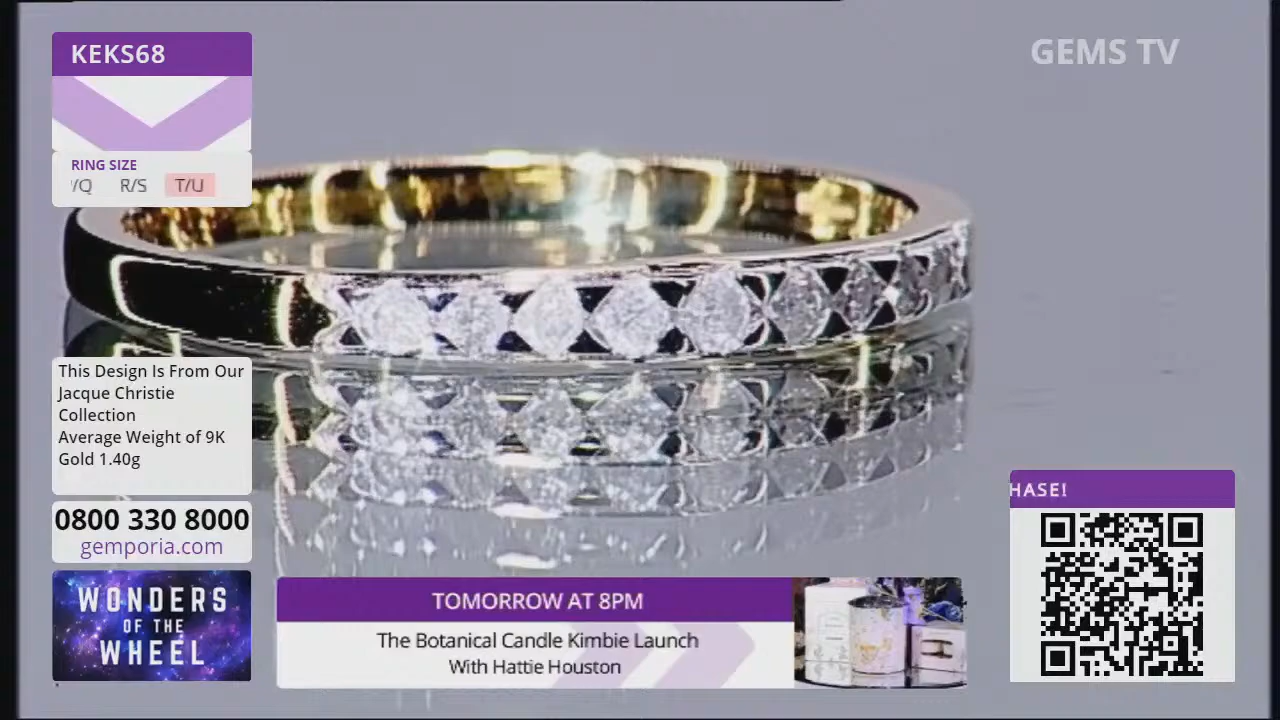 KEKS68
GEMS TV
RING SIZE
/Q R/S T/U
This Design Is From Our
Jacque Christie
Collection
Average Weight of 9K
Gold 1.40g
0800 330 8000
gemporia.com
WONDERS
OF THE
WHEEL
TOMORROW AT 8PM
The Botanical Candle Kimbie Launch
With Hattie Houston
HASE!
H